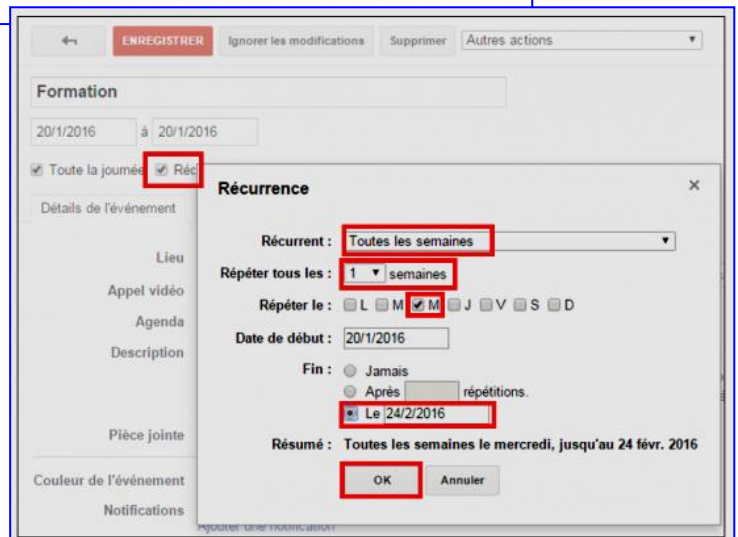 ENREGISTRER Ignorer les modifications Supprimer Autres actions
Formation
20/1/2016 à 20/1/2016
Toute la journée Réc
Détails de l'événement
Lieu
Appel vidéo
Agenda
Description
Pièce jointe
Couleur de l'événement
Notifications
Ajouter une notification
Récurrence ×
Récurrent : Toutes les semaines
Répéter tous les : 1 semaines
Répéter le : L M M J V S D
Date de début : 20/1/2016
Fin : Jamais
Après répétitions.
Le 24/2/2016
Résumé : Toutes les semaines le mercredi, jusqu'au 24 févr. 2016
OK Annuler